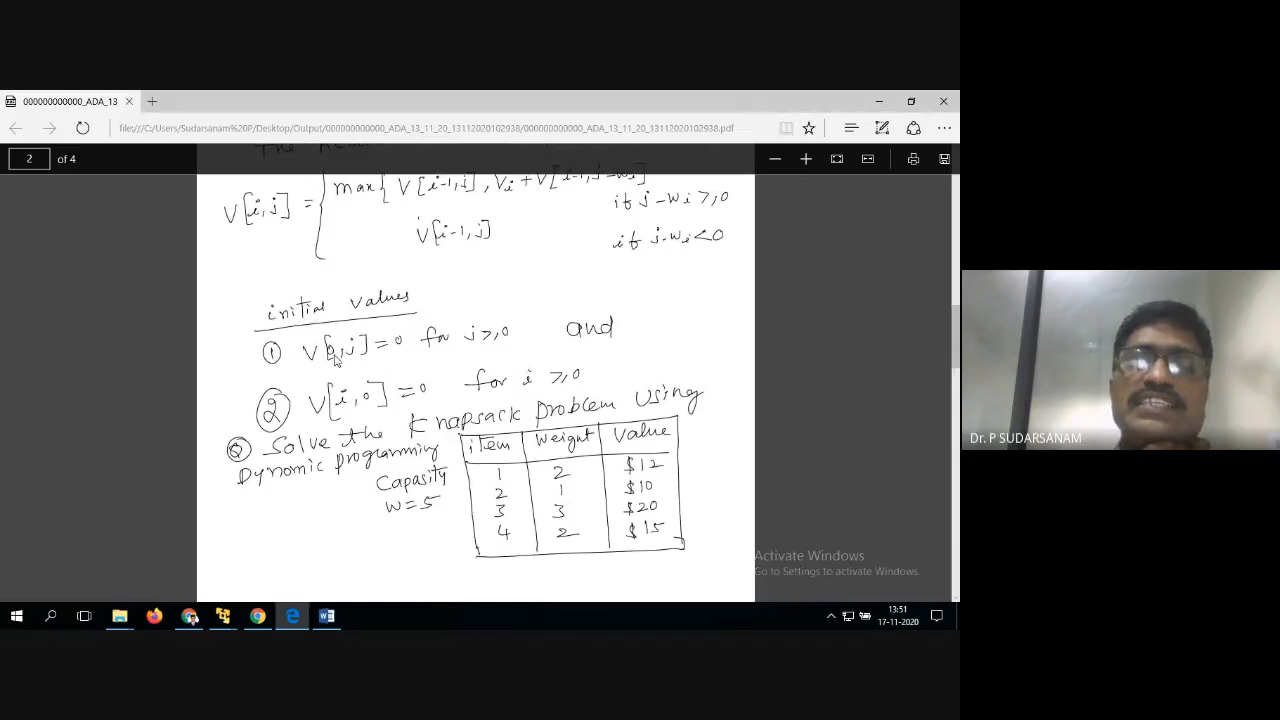 000000000000_ADA_13
file:///C:/Users/Sudarsanam%20P/Desktop/Output/000000000000_ADA_13_11_20_13112020102938/000000000000_ADA_13_11_20_13112020102938.pdf
2 of 4
The
V[i,j] = { max{ V[i-1,j], Vi + V[i-1, j-wi] if j-wi >,0
V[i-1,j] if j-wi <0
initial values
① V[0,j] = 0 for j >,0 and
② V[i,0] = 0 for i >,0
Q Solve the Knapsack problem using
Dynamic programming
Capasity
W = 5
item weight value
1 2 $12
2 1 $10
3 3 $20
4 2 $15
Dr. P SUDARSANAM
Activate Windows
Go to Settings to activate Windows.
13:51
17-11-2020